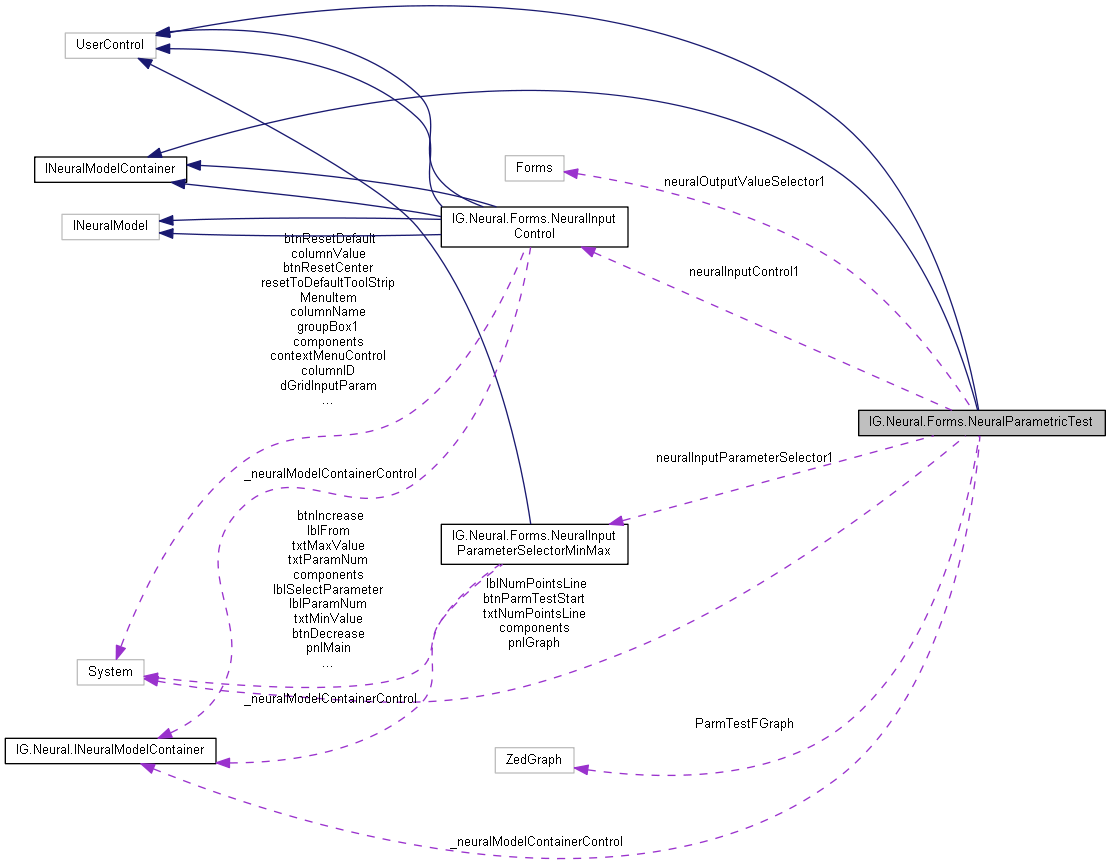 UserControl
INeuralModelContainer
Forms
neuralOutputValueSelector1
INeuralModel
IG.Neural.Forms.NeuralInput
Control
btnResetDefault
columnValue
btnResetCenter
resetToDefaultToolStrip
MenuItem
columnName
groupBox1
components
contextMenuControl
columnID
dGridInputParam
...
neuralInputControl1
IG.Neural.Forms.NeuralParametricTest
neuralInputParameterSelector1
_neuralModelContainerControl
IG.Neural.Forms.NeuralInput
ParameterSelectorMinMax
btnIncrease
lblFrom
txtMaxValue
txtParamNum
components
lblSelectParameter
lblParamNum
txtMinValue
btnDecrease
pnlMain
...
lblNumPointsLine
btnParmTestStart
txtNumPointsLine
components
pnlGraph
System
_neuralModelContainerControl
ParmTestFGraph
IG.Neural.INeuralModelContainer
ZedGraph
_neuralModelContainerControl